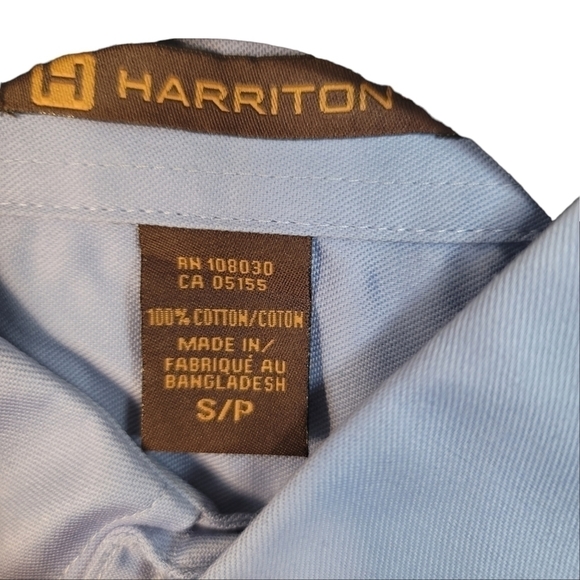 H HARRITON
RN 108030
CA 05155
100% COTTON/COTON
MADE IN/
FABRIQUÉ AU
BANGLADESH
S/P